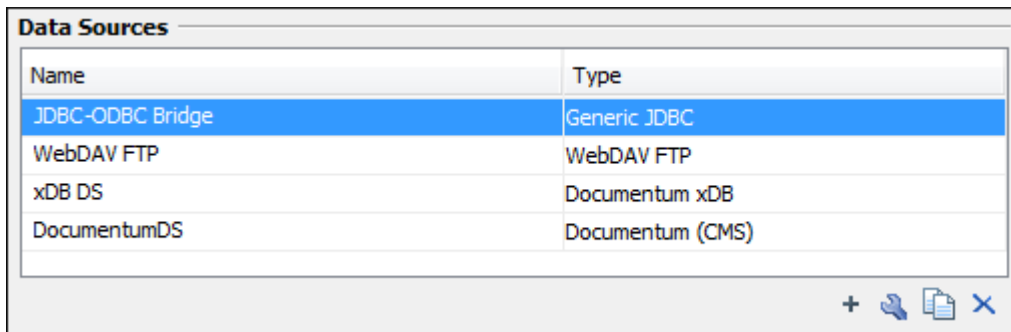 Data Sources
Name Type
JDBC-ODBC Bridge Generic JDBC
WebDAV FTP WebDAV FTP
xDB DS Documentum xDB
DocumentumDS Documentum (CMS)